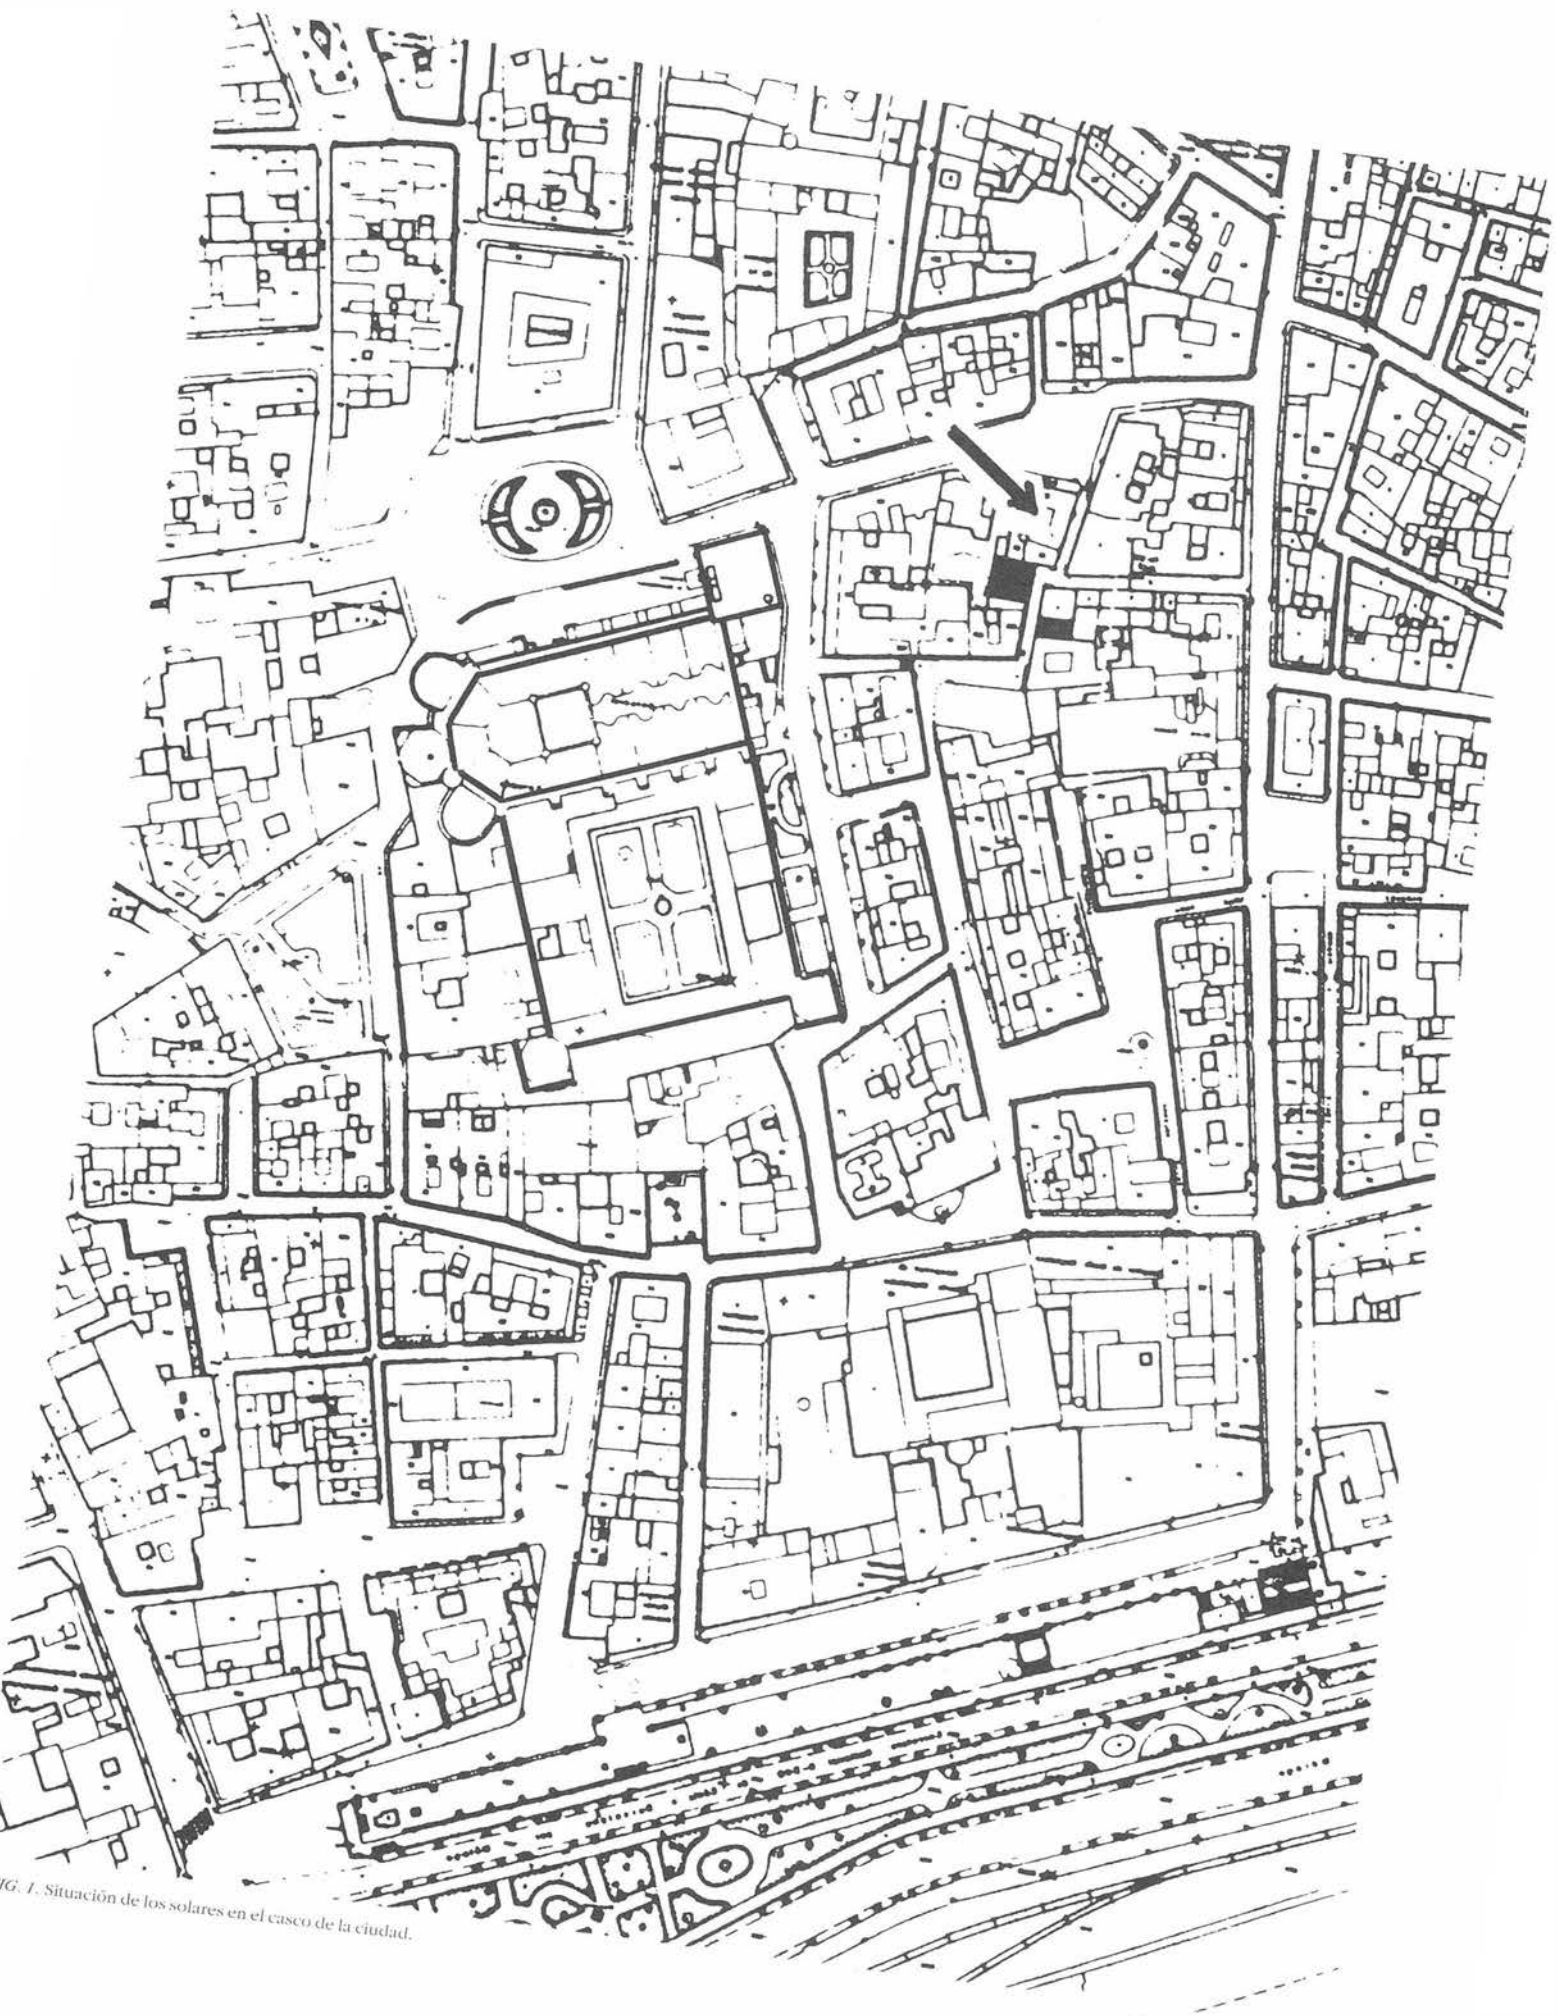 IG. 1. Situación de los solares en el casco de la ciudad.